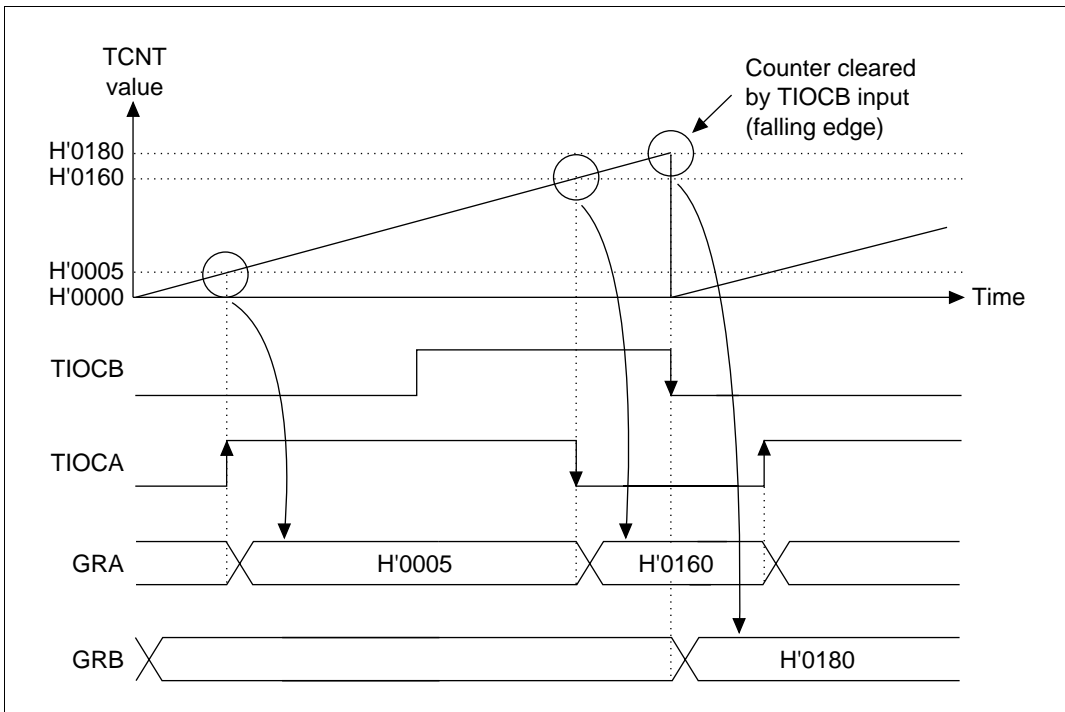 TCNT
value
Counter cleared
by TIOCB input
(falling edge)
H'0180
H'0160
H'0005
H'0000
Time
TIOCB
TIOCA
GRA
H'0005
H'0160
GRB
H'0180